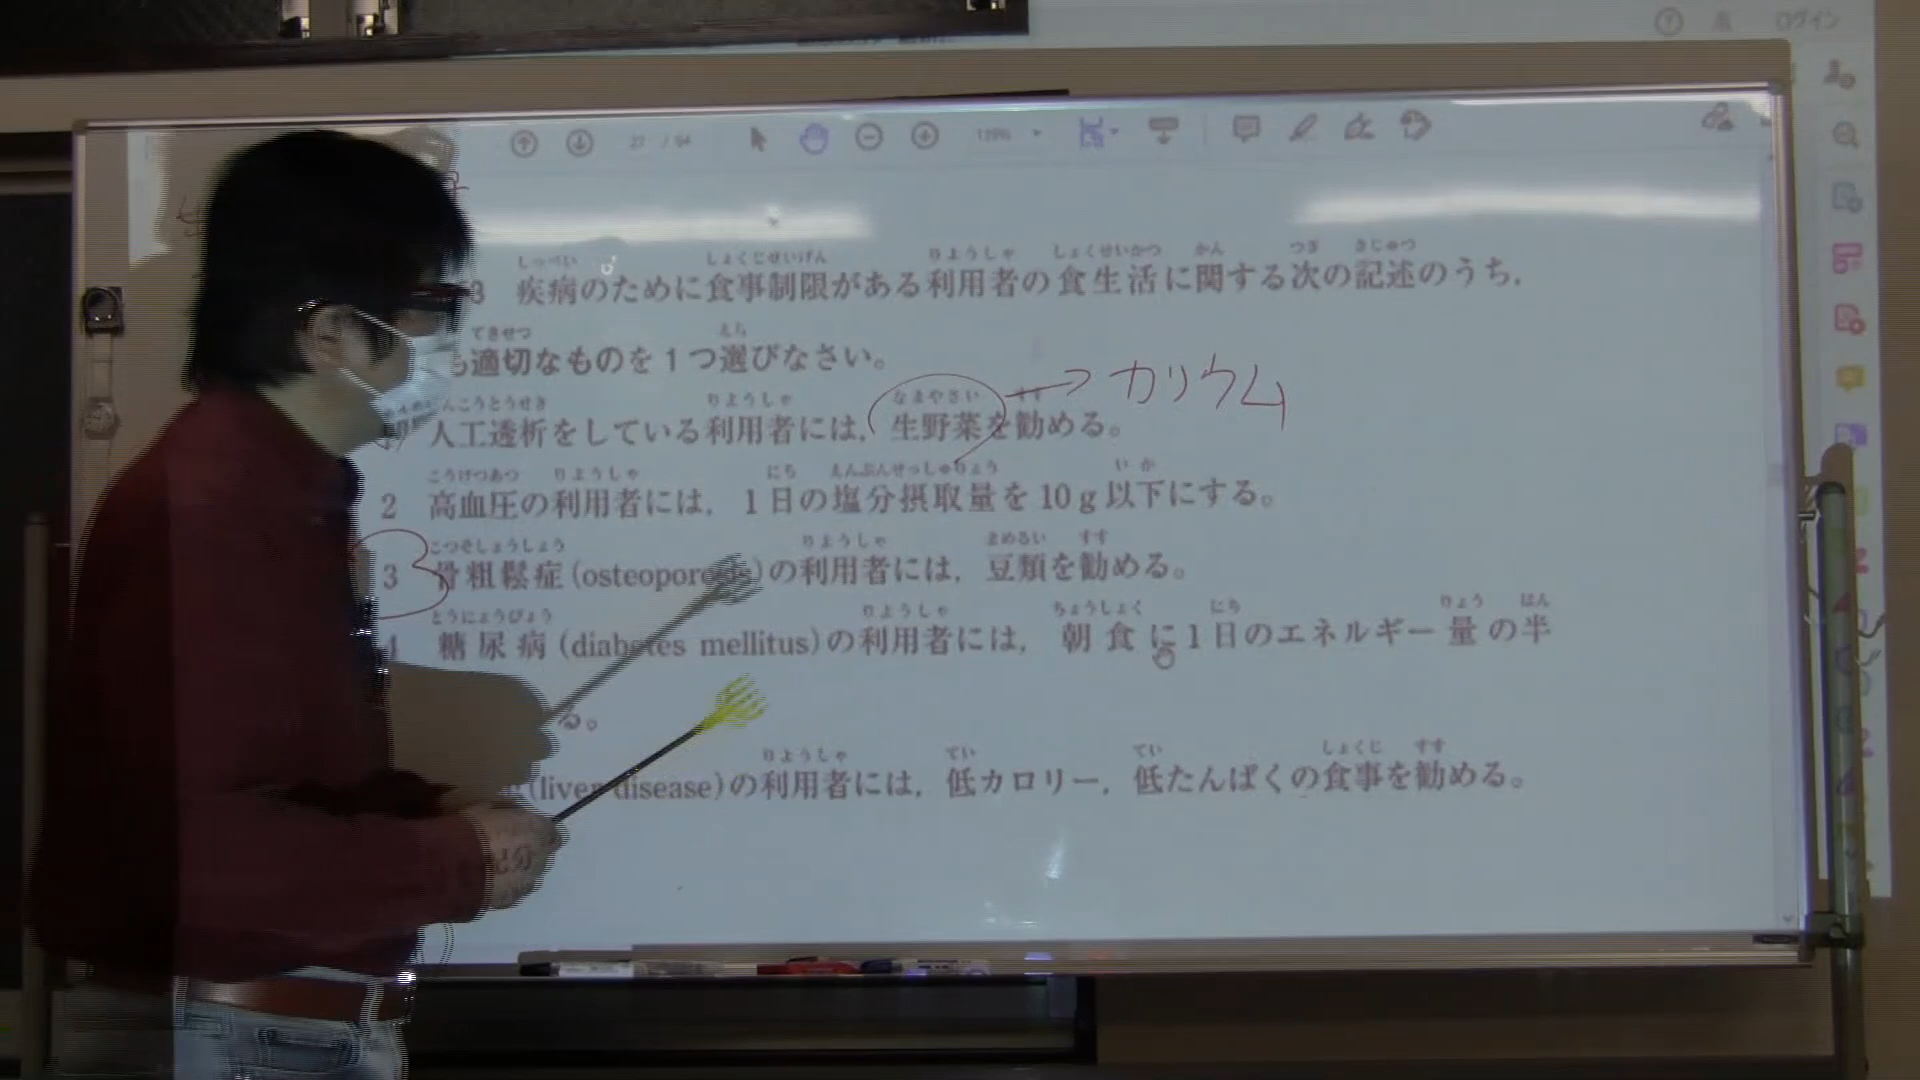 ログイン
129%
3 疾病のために食事制限がある利用者の食生活に関する次の記述のうち,
も適切なものを1つ選びなさい。
人工透析をしている利用者には, 生野菜を勧める。
→ カリウム
2 高血圧の利用者には, 1日の塩分摂取量を10g以下にする。
3 骨粗鬆症(osteoporosis)の利用者には, 豆類を勧める。
4 糖尿病(diabetes mellitus)の利用者には, 朝食に1日のエネルギー量の半
る。
(liver disease)の利用者には, 低カロリー, 低たんぱくの食事を勧める。